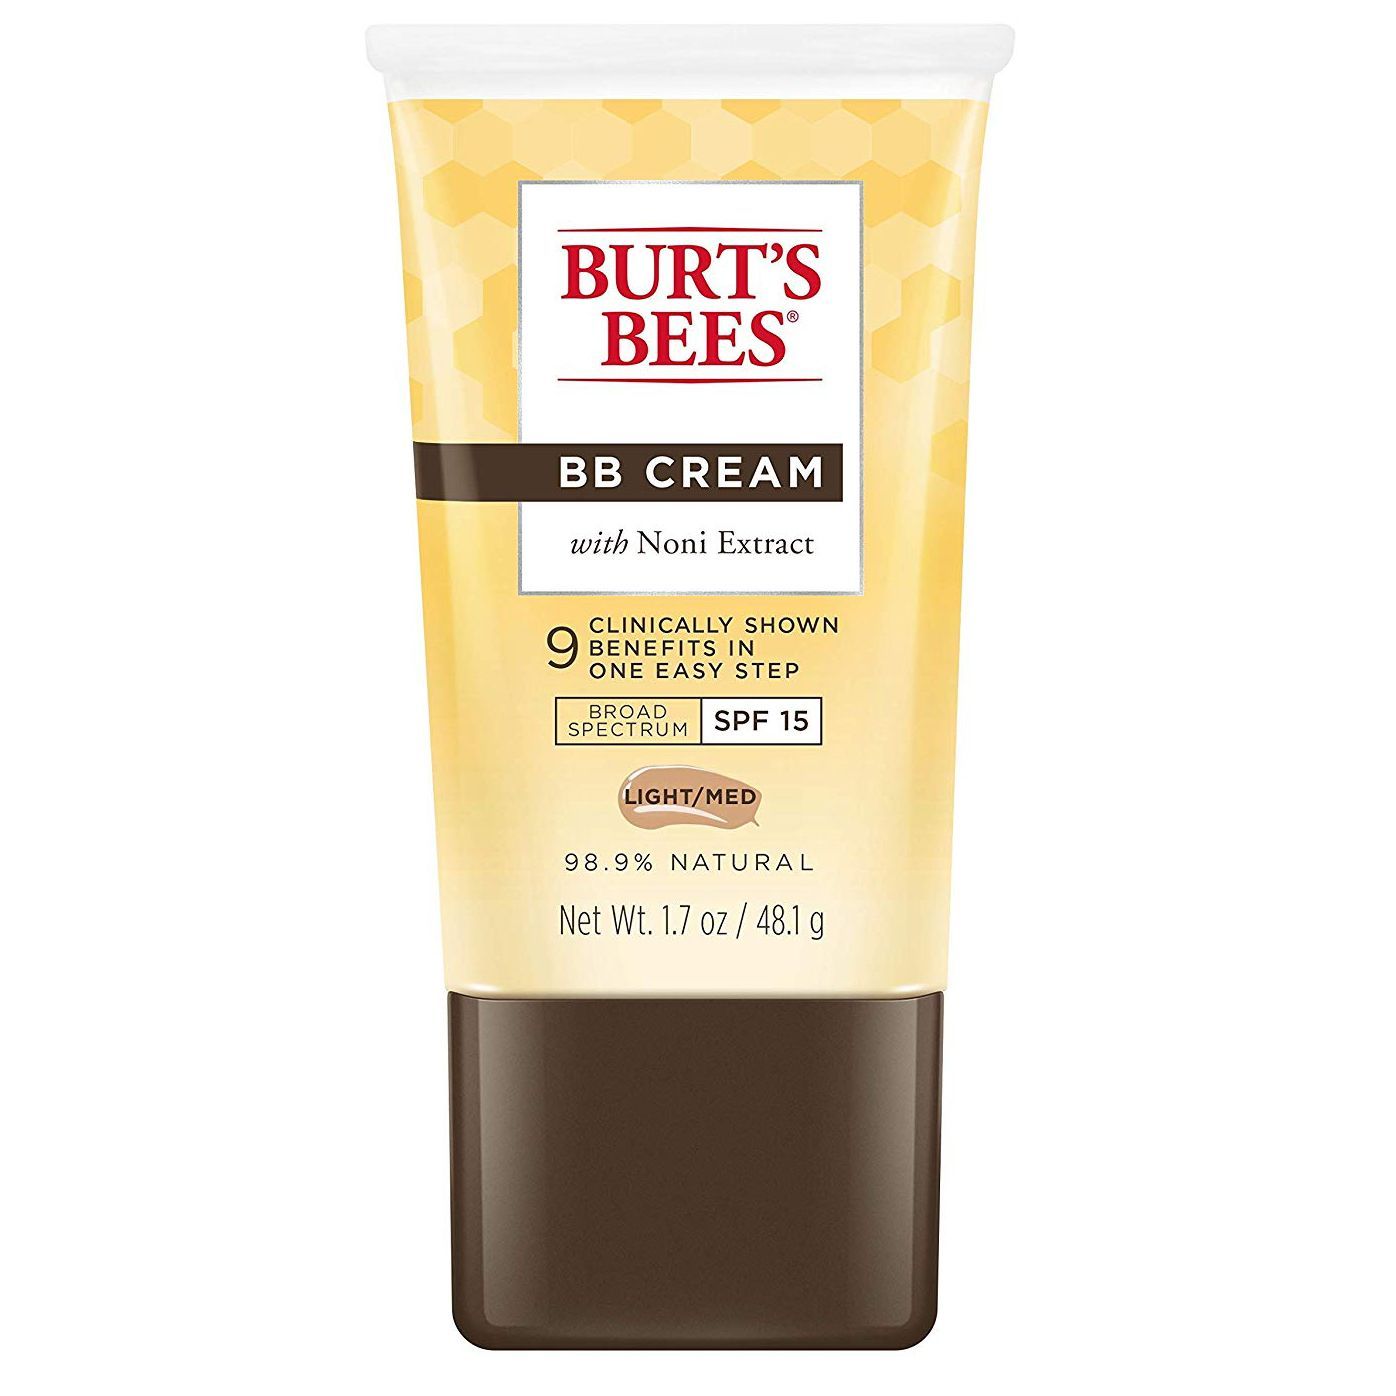 BURT'S
BEES®
BB CREAM
with Noni Extract
9 CLINICALLY SHOWN
BENEFITS IN
ONE EASY STEP
BROAD
SPECTRUM
SPF 15
LIGHT/MED
98.9% NATURAL
Net Wt. 1.7 oz / 48.1 g